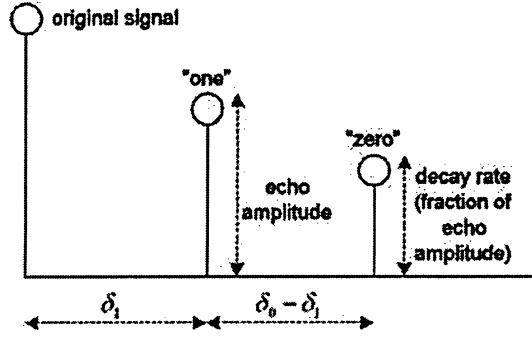 original signal
"one"
"zero"
echo
amplitude
decay rate
(fraction of
echo
amplitude)
δ₁
δ₀ − δ₁